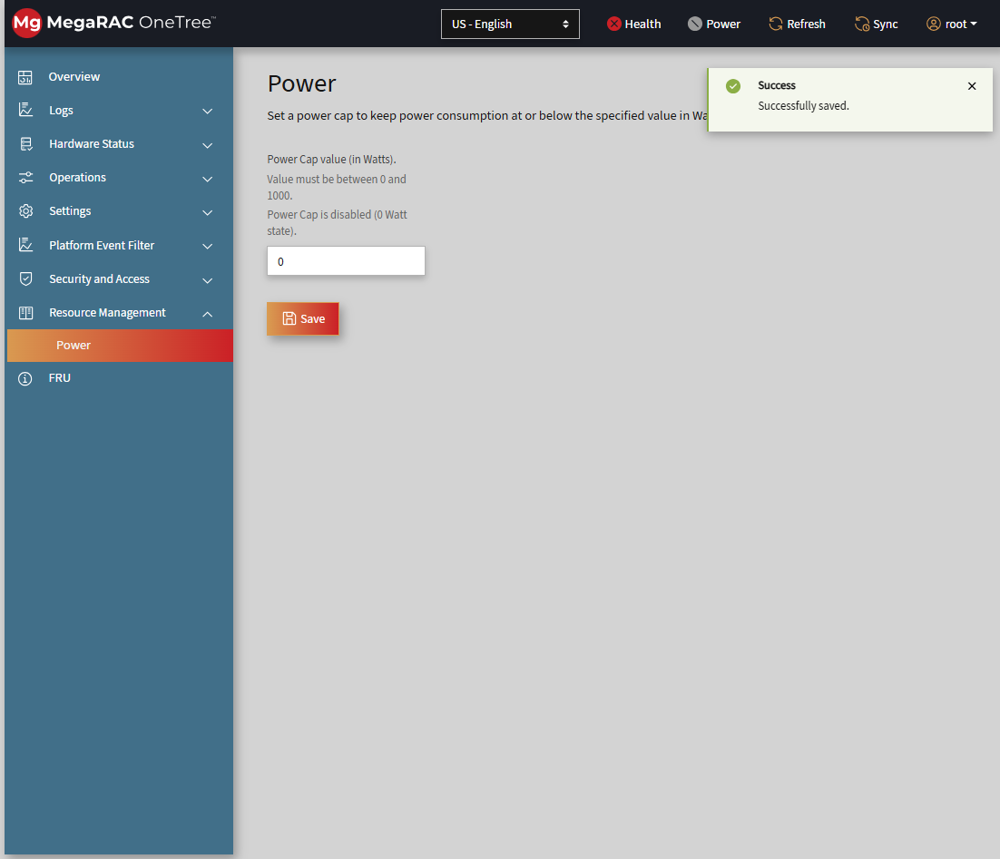 Mg MegaRAC OneTree™
US - English
Health
Power
Refresh
Sync
root
Overview
Logs
Hardware Status
Operations
Settings
Platform Event Filter
Security and Access
Resource Management
Power
FRU
Power
Set a power cap to keep power consumption at or below the specified value in Wa
Success
Successfully saved.
Power Cap value (in Watts).
Value must be between 0 and
1000.
Power Cap is disabled (0 Watt
state).
0
Save